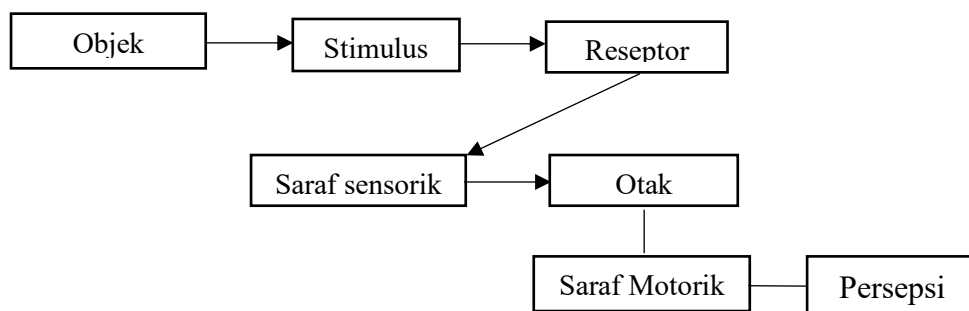 Objek
Stimulus
Reseptor
Saraf sensorik
Otak
Saraf Motorik
Persepsi